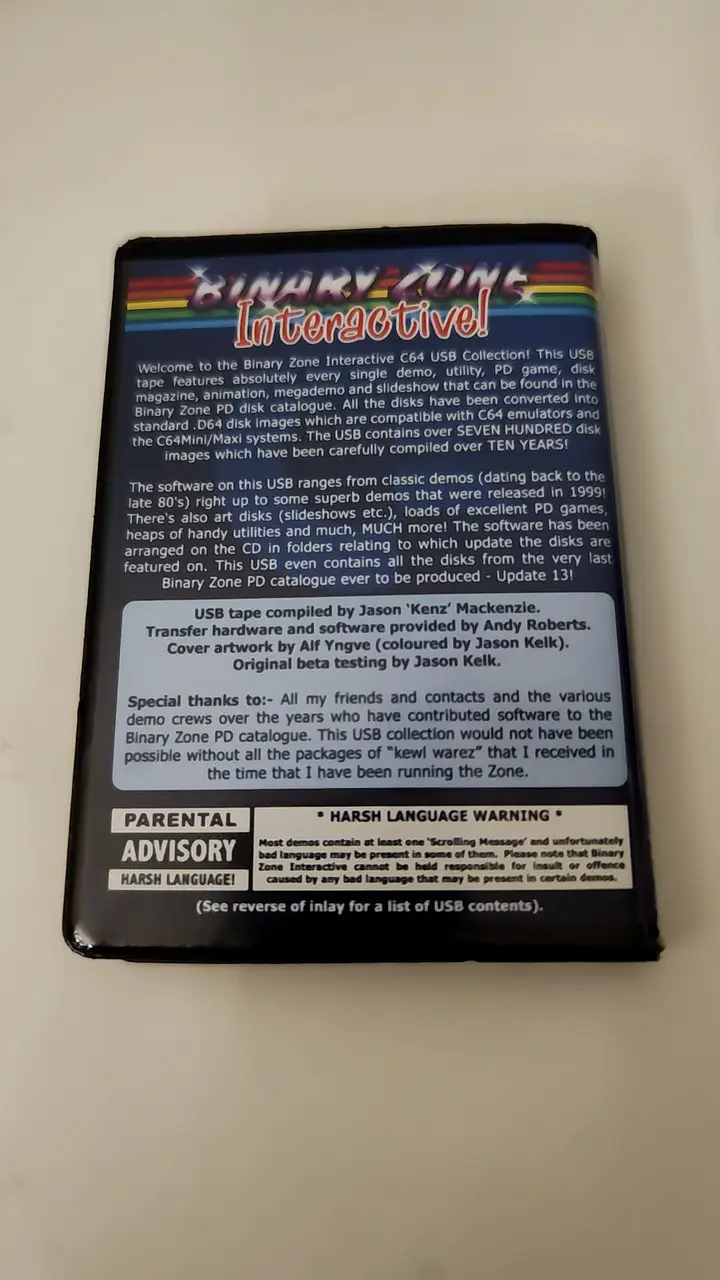 BINARY ZONE
Interactive!
Welcome to the Binary Zone Interactive C64 USB Collection! This USB
tape features absolutely every single demo, utility, PD game, disk
magazine, animation, megademo and slideshow that can be found in the
Binary Zone PD disk catalogue. All the disks have been converted into
standard .D64 disk images which are compatible with C64 emulators and
the C64Mini/Maxi systems. The USB contains over SEVEN HUNDRED disk
images which have been carefully compiled over TEN YEARS!
The software on this USB ranges from classic demos (dating back to the
late 80's) right up to some superb demos that were released in 1999!
There's also art disks (slideshows etc.), loads of excellent PD games,
heaps of handy utilities and much, MUCH more! The software has been
arranged on the CD in folders relating to which update the disks are
featured on. This USB even contains all the disks from the very last
Binary Zone PD catalogue ever to be produced - Update 13!
USB tape compiled by Jason 'Kenz' Mackenzie.
Transfer hardware and software provided by Andy Roberts.
Cover artwork by Alf Yngve (coloured by Jason Kelk).
Original beta testing by Jason Kelk.
Special thanks to:- All my friends and contacts and the various
demo crews over the years who have contributed software to the
Binary Zone PD catalogue. This USB collection would not have been
possible without all the packages of "kewl warez" that I received in
the time that I have been running the Zone.
PARENTAL
ADVISORY
HARSH LANGUAGE!
* HARSH LANGUAGE WARNING *
Most demos contain at least one 'Scrolling Message' and unfortunately
bad language may be present in some of them. Please note that Binary
Zone Interactive cannot be held responsible for insult or offence
caused by any bad language that may be present in certain demos.
(See reverse of inlay for a list of USB contents).